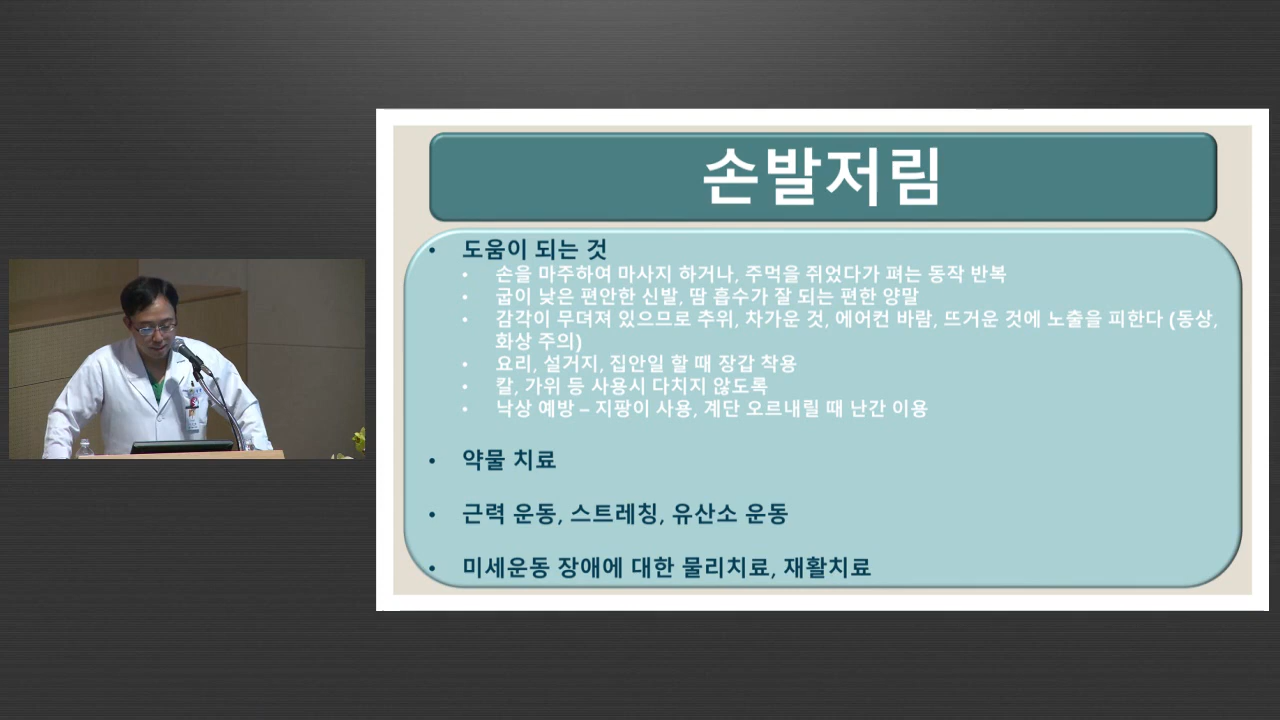 손발저림
• 도움이 되는 것
• 손을 마주하여 마사지 하거나, 주먹을 쥐었다가 펴는 동작 반복
• 굽이 낮은 편안한 신발, 땀 흡수가 잘 되는 편한 양말
• 감각이 무뎌져 있으므로 추위, 차가운 것, 에어컨 바람, 뜨거운 것에 노출을 피한다 (동상,
화상 주의)
• 요리, 설거지, 집안일 할 때 장갑 착용
• 칼, 가위 등 사용시 다치지 않도록
• 낙상 예방 – 지팡이 사용, 계단 오르내릴 때 난간 이용
• 약물 치료
• 근력 운동, 스트레칭, 유산소 운동
• 미세운동 장애에 대한 물리치료, 재활치료